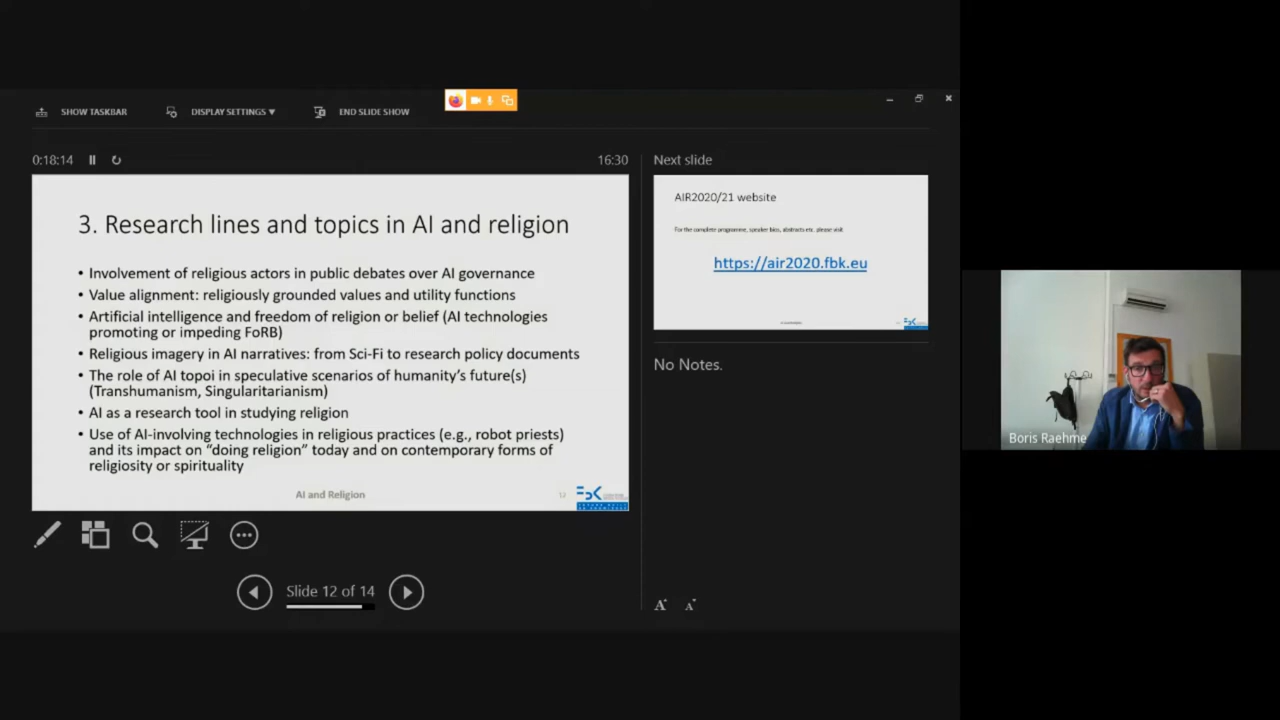 SHOW TASKBAR
DISPLAY SETTINGS ▾
END SLIDE SHOW
0:18:14
16:30
Next slide
3. Research lines and topics in AI and religion
• Involvement of religious actors in public debates over AI governance
• Value alignment: religiously grounded values and utility functions
• Artificial intelligence and freedom of religion or belief (AI technologies
promoting or impeding FoRB)
• Religious imagery in AI narratives: from Sci-Fi to research policy documents
• The role of AI topoi in speculative scenarios of humanity's future(s)
(Transhumanism, Singularitarianism)
• AI as a research tool in studying religion
• Use of AI-involving technologies in religious practices (e.g., robot priests)
and its impact on "doing religion" today and on contemporary forms of
religiosity or spirituality
AI and Religion
12
FBK
AIR2020/21 website
For the complete programme, speaker bios, abstracts etc. please visit
https://air2020.fbk.eu
No Notes.
Slide 12 of 14
A A
Boris Raehme